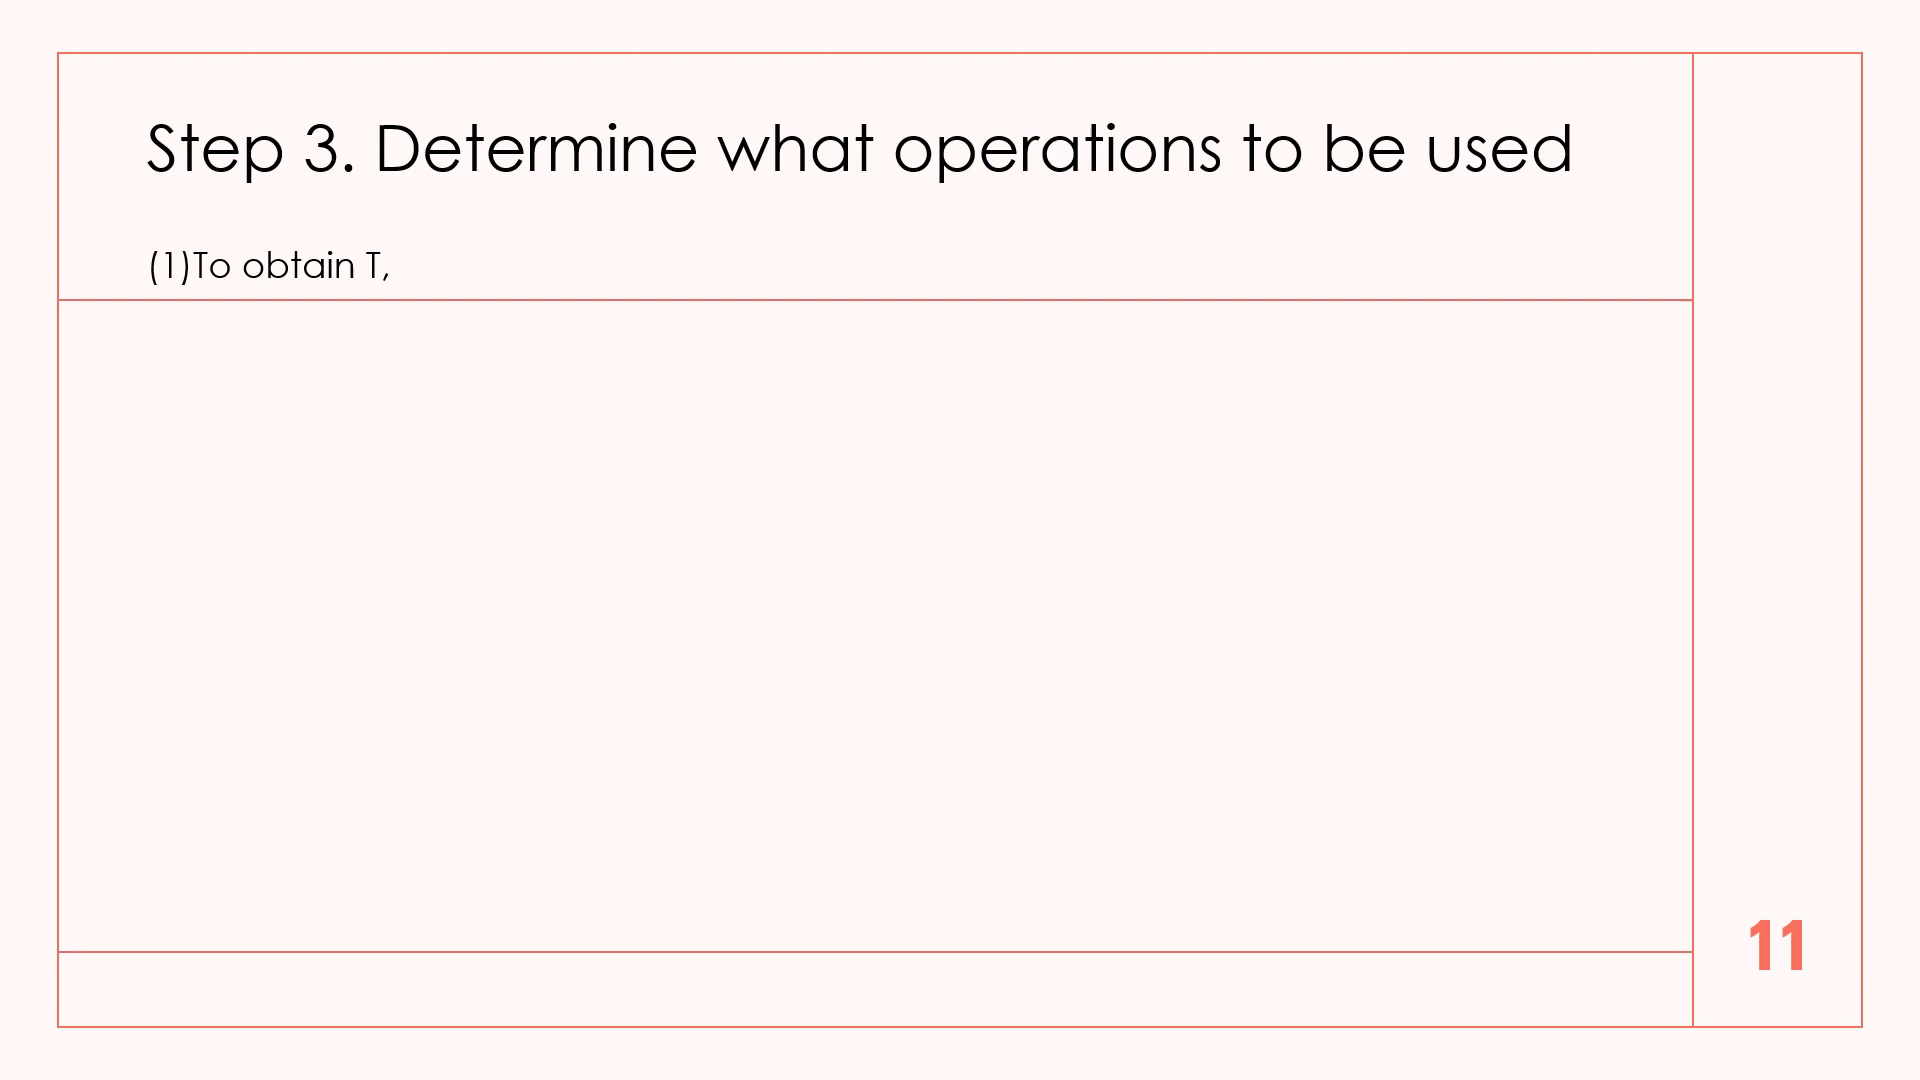 Step 3. Determine what operations to be used
(1)To obtain T,
11